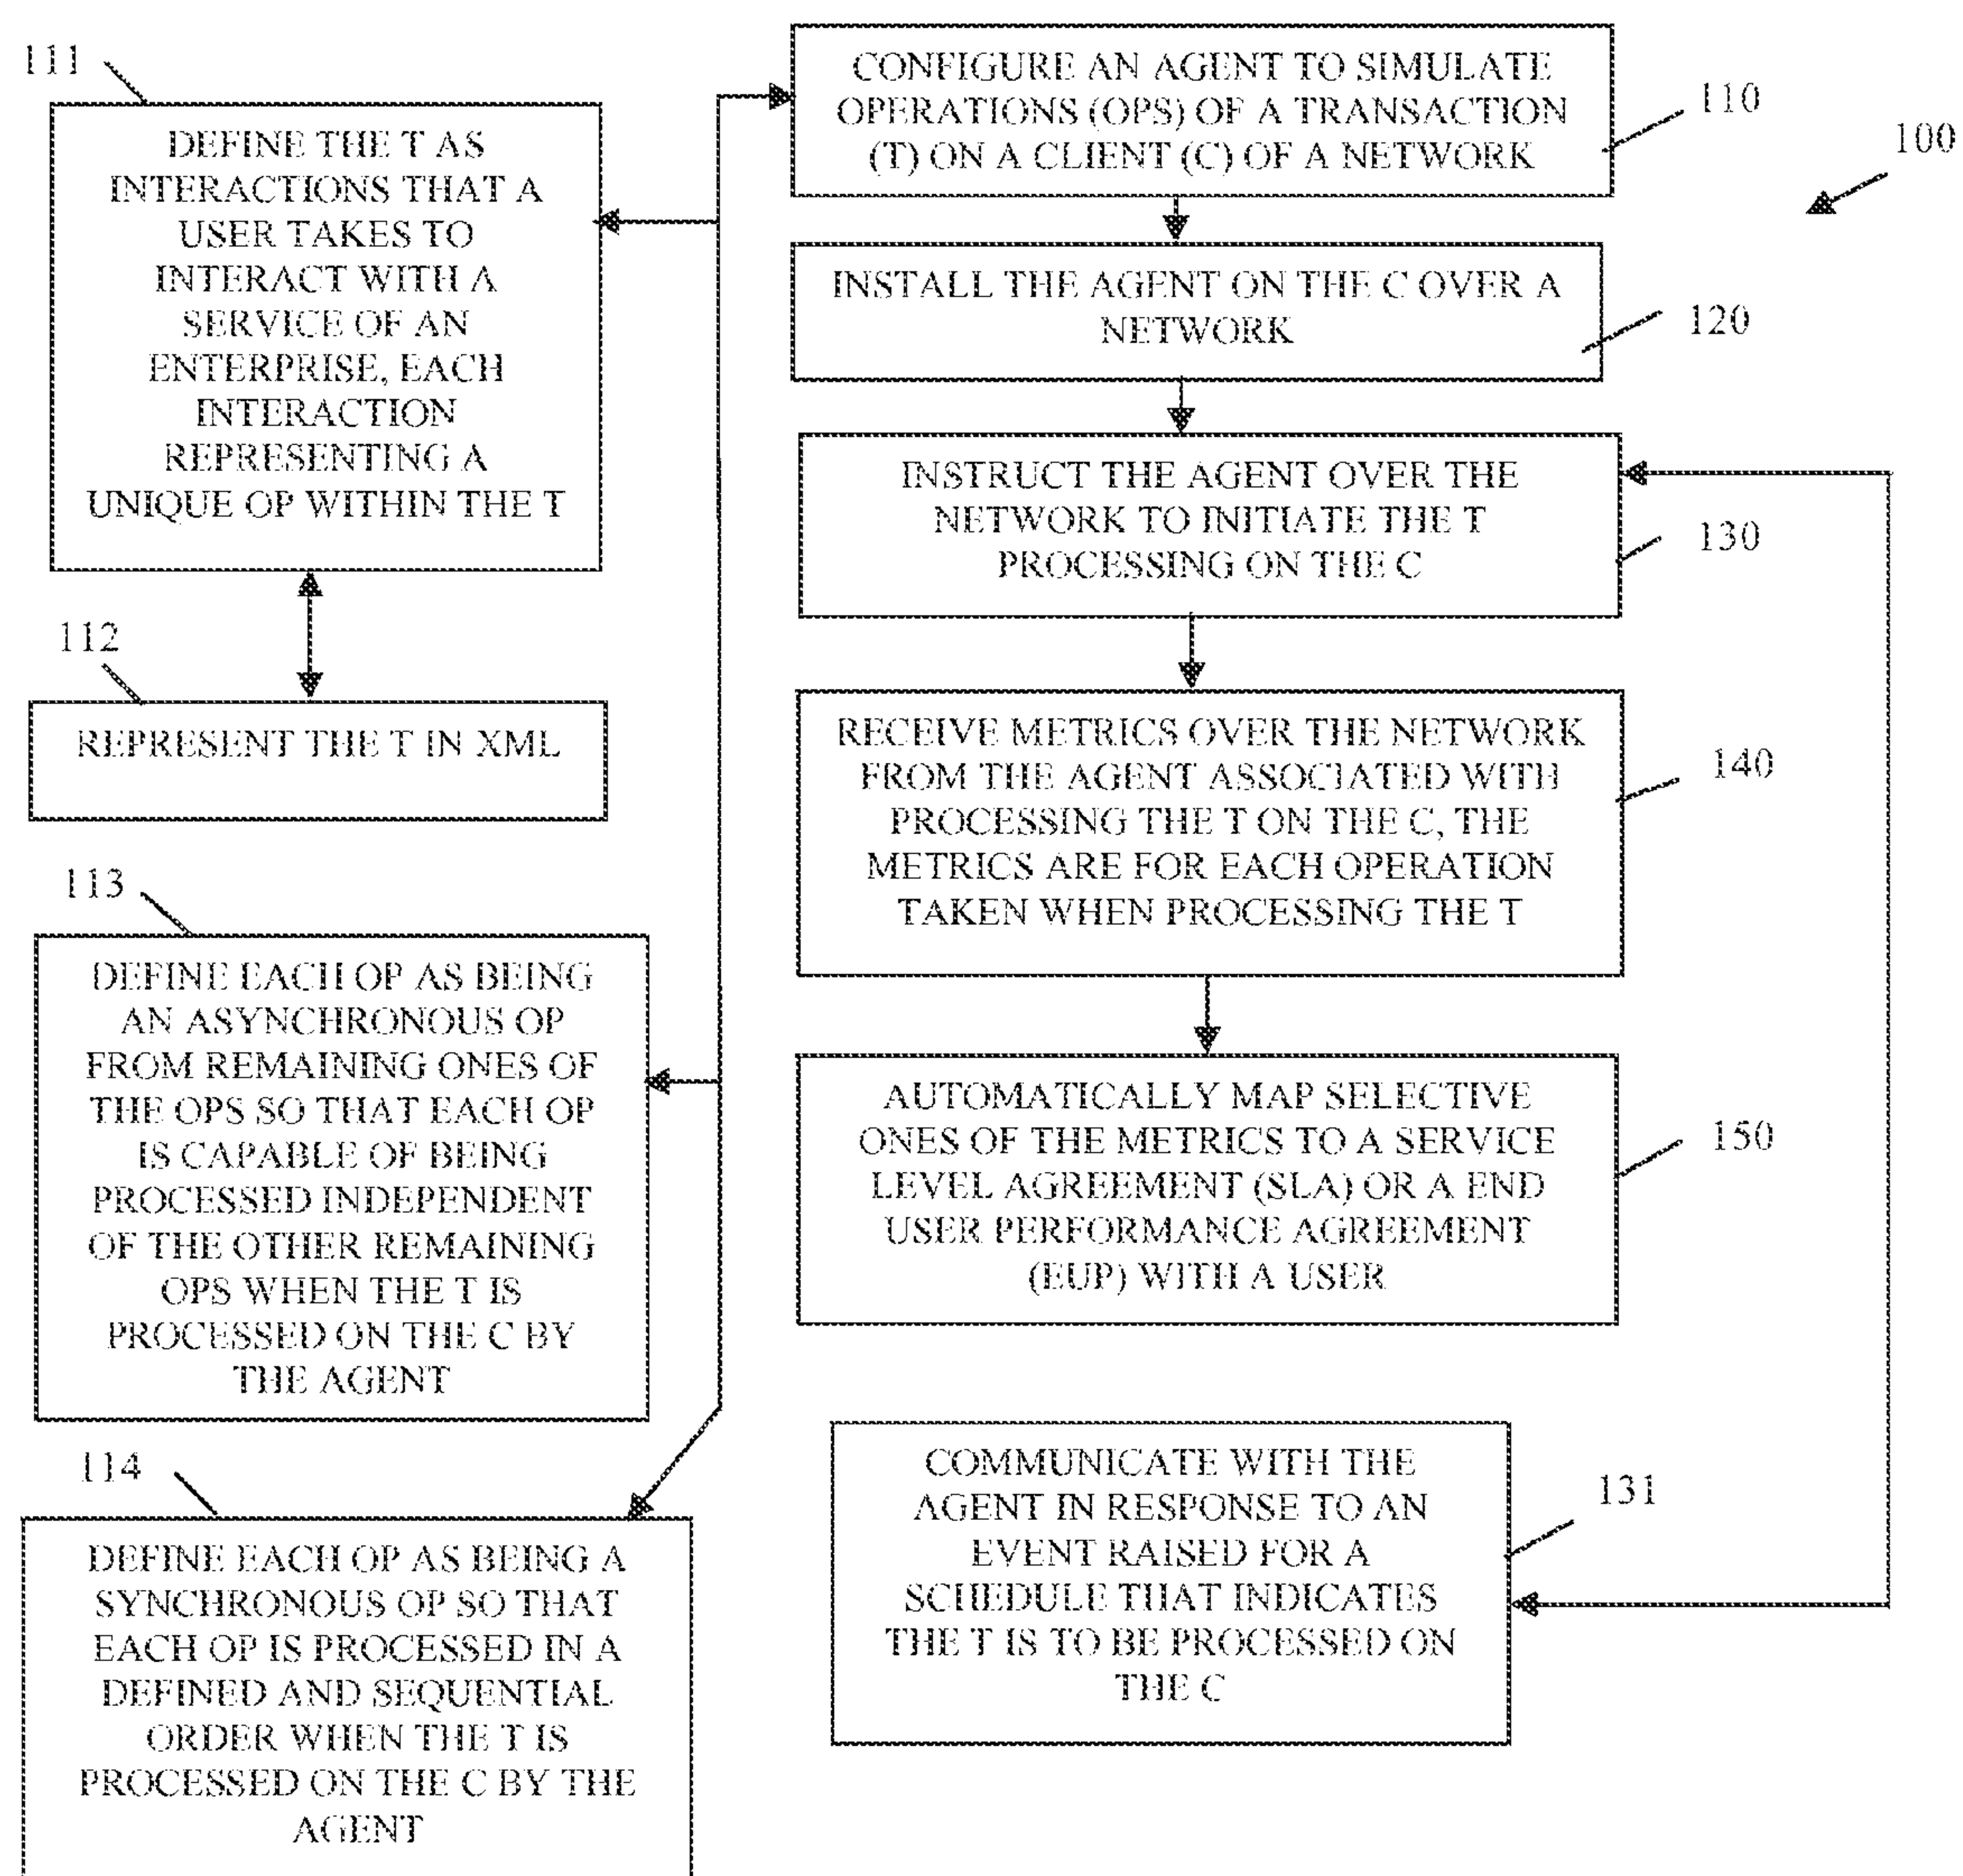 111
DEFINE THE T AS
INTERACTIONS THAT A
USER TAKES TO
INTERACT WITH A
SERVICE OF AN
ENTERPRISE, EACH
INTERACTION
REPRESENTING A
UNIQUE OP WITHIN THE T
112
REPRESENT THE T IN XML
113
DEFINE EACH OP AS BEING
AN ASYNCHRONOUS OP
FROM REMAINING ONES OF
THE OPS SO THAT EACH OP
IS CAPABLE OF BEING
PROCESSED INDEPENDENT
OF THE OTHER REMAINING
OPS WHEN THE T IS
PROCESSED ON THE C BY
THE AGENT
114
DEFINE EACH OP AS BEING A
SYNCHRONOUS OP SO THAT
EACH OP IS PROCESSED IN A
DEFINED AND SEQUENTIAL
ORDER WHEN THE T IS
PROCESSED ON THE C BY THE
AGENT
CONFIGURE AN AGENT TO SIMULATE
OPERATIONS (OPS) OF A TRANSACTION
(T) ON A CLIENT (C) OF A NETWORK
110
100
INSTALL THE AGENT ON THE C OVER A
NETWORK
120
INSTRUCT THE AGENT OVER THE
NETWORK TO INITIATE THE T
PROCESSING ON THE C
130
RECEIVE METRICS OVER THE NETWORK
FROM THE AGENT ASSOCIATED WITH
PROCESSING THE T ON THE C, THE
METRICS ARE FOR EACH OPERATION
TAKEN WHEN PROCESSING THE T
140
AUTOMATICALLY MAP SELECTIVE
ONES OF THE METRICS TO A SERVICE
LEVEL AGREEMENT (SLA) OR A END
USER PERFORMANCE AGREEMENT
(EUP) WITH A USER
150
COMMUNICATE WITH THE
AGENT IN RESPONSE TO AN
EVENT RAISED FOR A
SCHEDULE THAT INDICATES
THE T IS TO BE PROCESSED ON
THE C
131